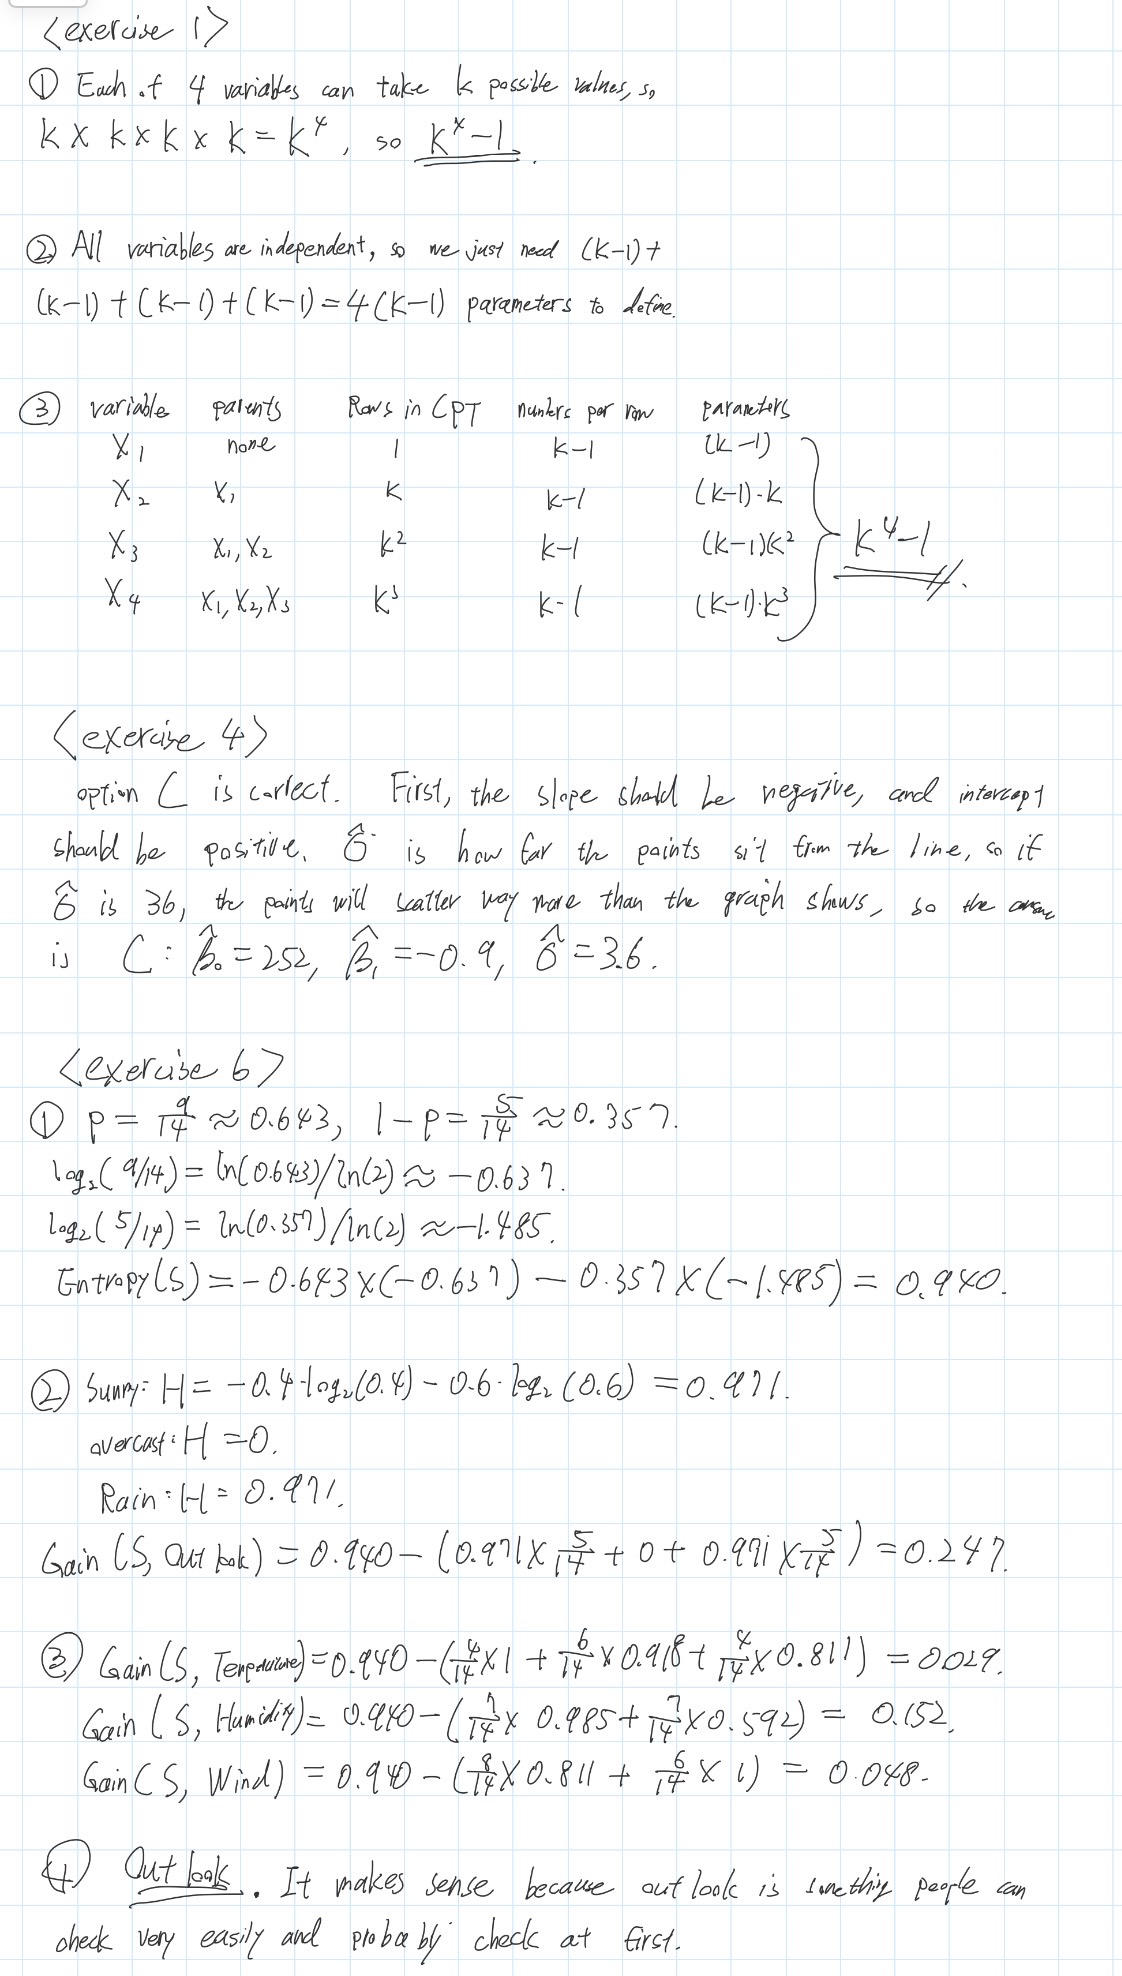 <exercise 1>
① Each of 4 variables can take k possible values, so
k × k × k × k = k⁴, so k⁴-1.
② All variables are independent, so we just need (k-1)+
(k-1)+(k-1)+(k-1)=4(k-1) parameters to define.
③ variable parents Rows in CPT numbers per row parameters
X₁ none 1 k-1 (k-1)
X₂ X₁ k k-1 (k-1)·k
X₃ X₁,X₂ k² k-1 (k-1)k²
X₄ X₁,X₂,X₃ k³ k-1 (k-1)·k³
k⁴-1
<exercise 4>
option C is correct. First, the slope should be negative, and intercept
should be positive. σ̂ is how far the points sit from the line, so if
σ̂ is 36, the points will scatter way more than the graph shows, so the
is C: β̂₀=252, β̂₁=-0.9, σ̂=3.6.
<exercise 6>
① p = 9/14 ≈ 0.643, 1-p = 5/14 ≈ 0.357.
log₂(9/14) = ln(0.643)/ln(2) ≈ -0.637.
log₂(5/14) = ln(0.357)/ln(2) ≈ -1.485.
Entropy(S) = -0.643×(-0.637) - 0.357×(-1.485) = 0.940.
② Sunny: H = -0.4·log₂(0.4) - 0.6·log₂(0.6) = 0.971.
overcast: H = 0.
Rain: H = 0.971.
Gain (S, Outlook) = 0.940 - (0.971×5/14 + 0 + 0.971×5/14) = 0.247.
③ Gain(S, Temperature) = 0.940 - (4/14×1 + 6/14×0.918 + 4/14×0.811) = 0.029.
Gain (S, Humidity) = 0.940 - (7/14×0.985 + 7/14×0.592) = 0.152.
Gain(S, Wind) = 0.940 - (8/14×0.811 + 6/14×1) = 0.048.
④ Outlook. It makes sense because outlook is something people can
check very easily and probably check at first.